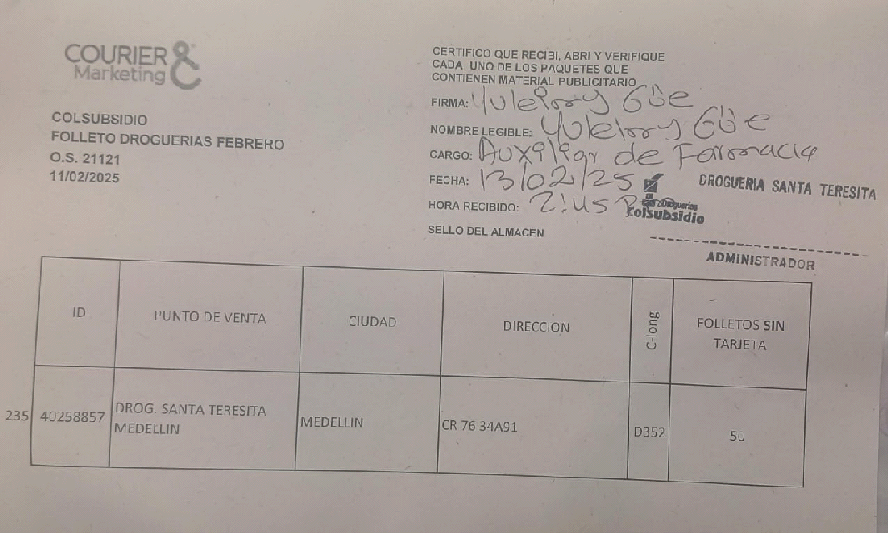 COURIER &
Marketing
COLSUBSIDIO
FOLLETO DROGUERIAS FEBRERO
O.S. 21121
11/02/2025
CERTIFICO QUE RECIBI, ABRI Y VERIFIQUE
CADA UNO DE LOS PAQUETES QUE
CONTIENEN MATERIAL PUBLICITARIO
FIRMA:
NOMBRE LEGIBLE:
CARGO: Auxiliar de Farmacia
FECHA: 13/02/25
HORA RECIBIDO:
SELLO DEL ALMACEN
DROGUERIA SANTA TERESITA
Droguerías
Colsubsidio
ADMINISTRADOR
ID PUNTO DE VENTA CIUDAD DIRECCION FOLLETOS SIN
TARJETA
235 40258857 DROG. SANTA TERESITA
MEDELLIN MEDELLIN CR 76 34A91 D352